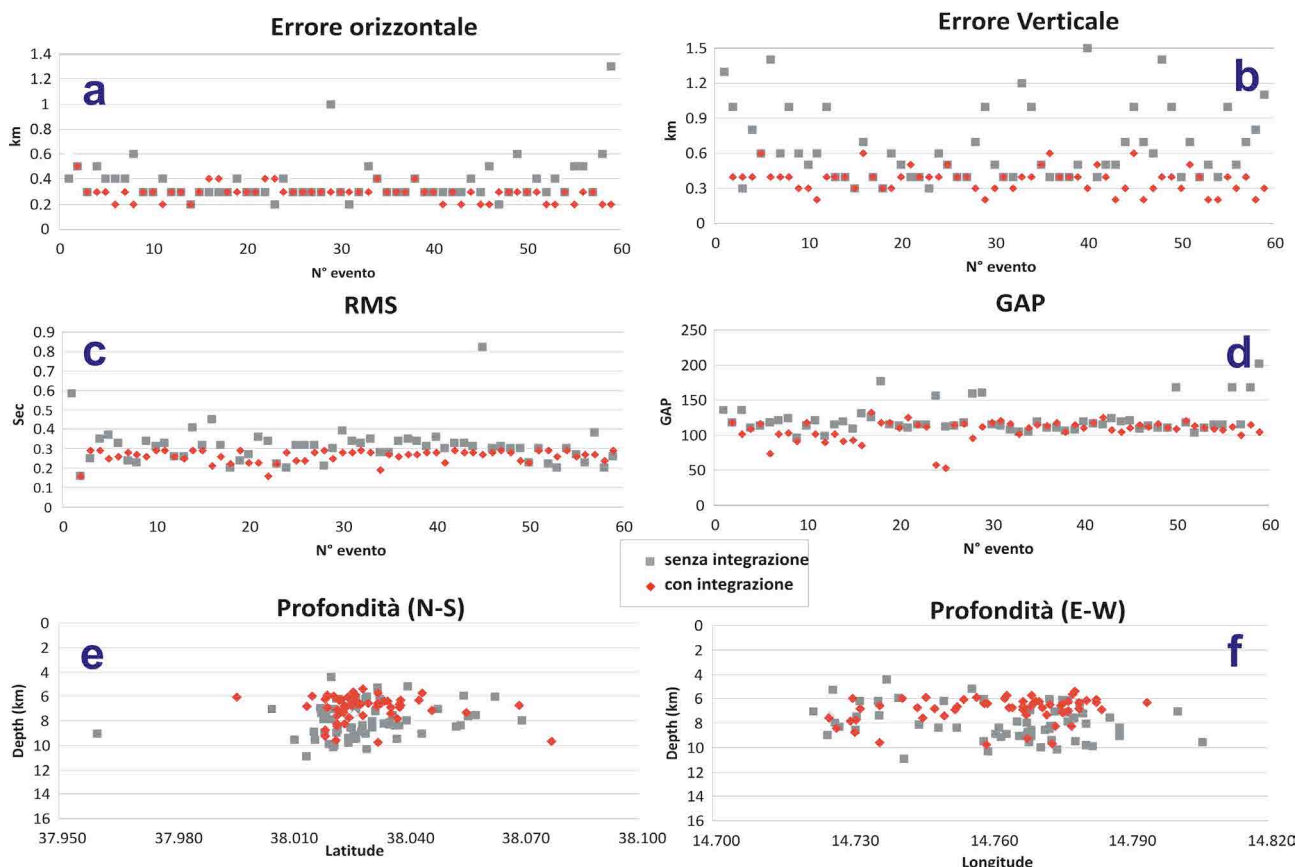 Errore orizzontale
a
km
1.4
1.2
1
0.8
0.6
0.4
0.2
0
0 10 20 30 40 50 60
N° evento
Errore Verticale
b
km
1.5
1.2
0.9
0.6
0.3
0
0 10 20 30 40 50 60
N° evento
RMS
c
Sec
0.9
0.8
0.7
0.6
0.5
0.4
0.3
0.2
0.1
0
0 10 20 30 40 50 60
N° evento
GAP
d
GAP
250
200
150
100
50
0
0 10 20 30 40 50 60
N° evento
senza integrazione
con integrazione
Profondità (N-S)
e
Depth (km)
0
2
4
6
8
10
12
14
16
37.950 37.980 38.010 38.040 38.070 38.100
Latitude
Profondità (E-W)
f
Depth (km)
0
2
4
6
8
10
12
14
16
14.700 14.730 14.760 14.790 14.820
Longitude